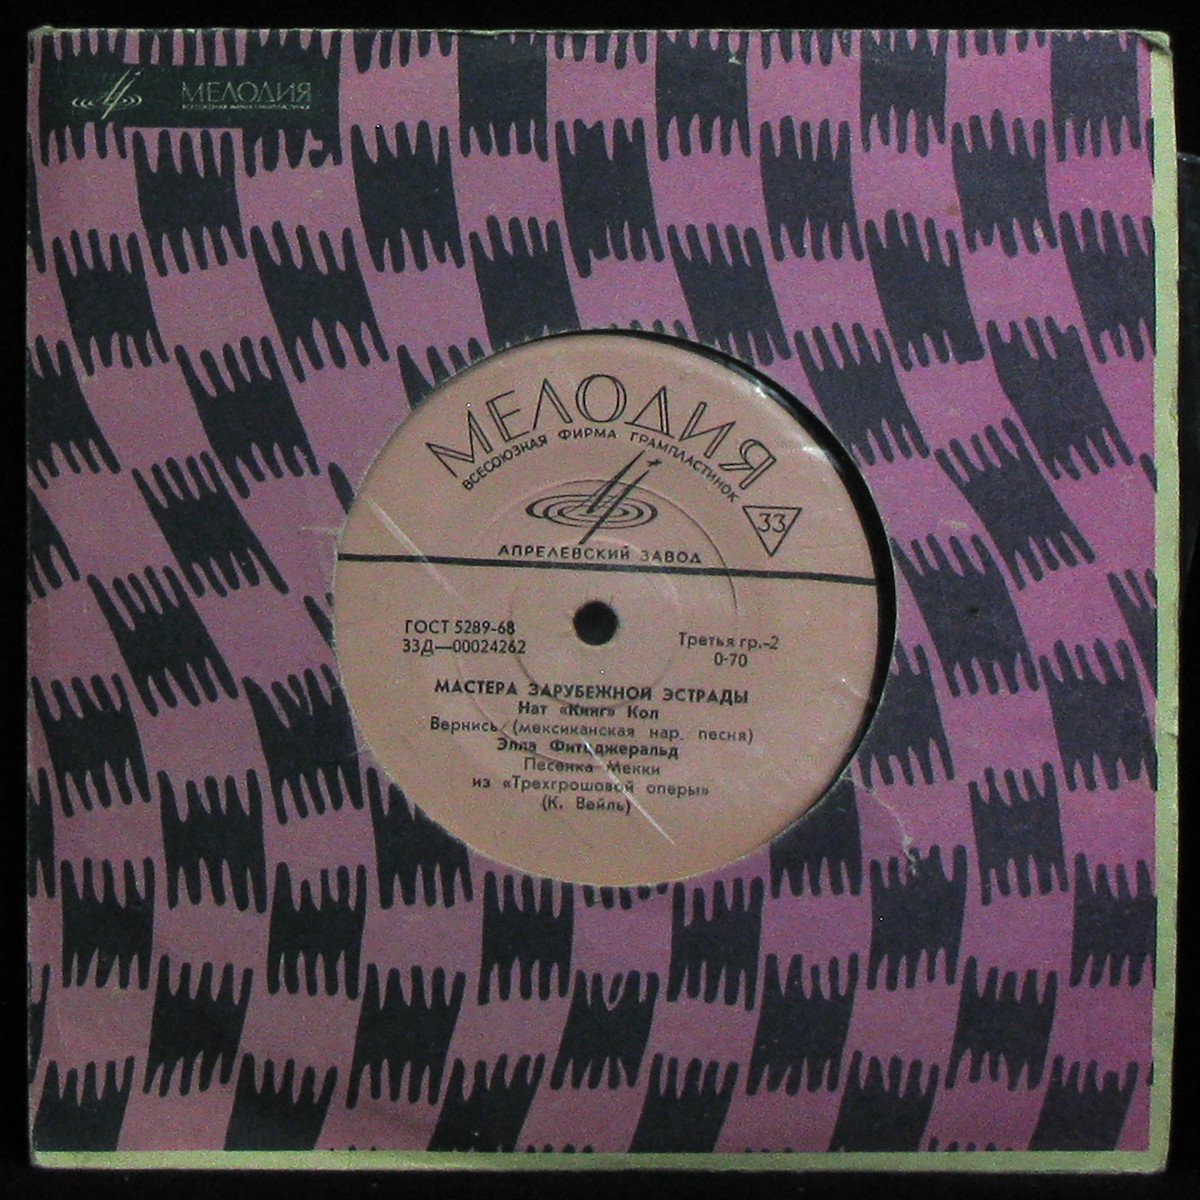 МЕЛОДИЯ
ВСЕСОЮЗНАЯ ФИРМА ГРАМПЛАСТИНОК
МЕЛОДИЯ
ВСЕСОЮЗНАЯ ФИРМА ГРАМПЛАСТИНОК
33
АПРЕЛЕВСКИЙ ЗАВОД
ГОСТ 5289-68
33Д—00024262
Третья гр.-2
0-70
МАСТЕРА ЗАРУБЕЖНОЙ ЭСТРАДЫ
Нат «Кинг» Кол
Вернись (мексиканская нар. песня)
Элла Фитцджеральд
Песенка Мекки
из «Трехгрошовой оперы»
(К. Вейль)